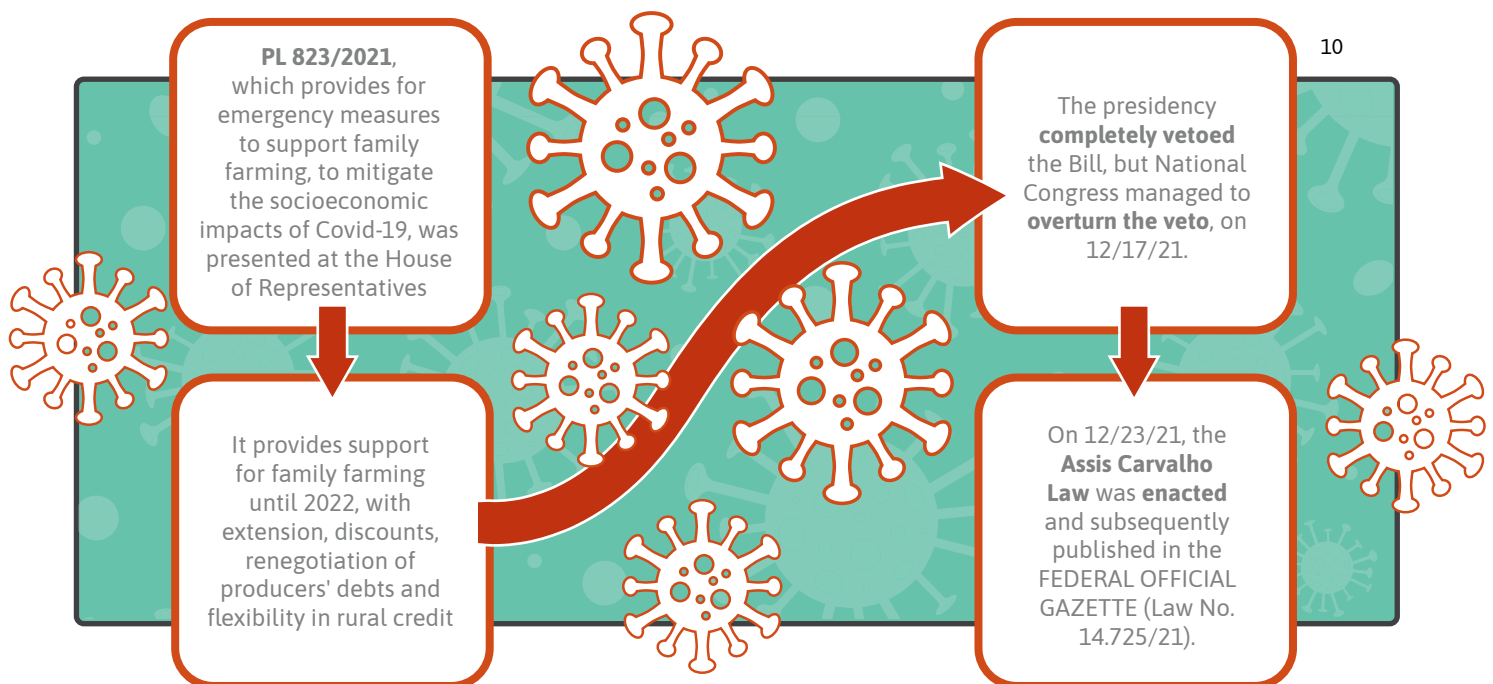 PL 823/2021,
which provides for
emergency measures
to support family
farming, to mitigate
the socioeconomic
impacts of Covid-19, was
presented at the House
of Representatives
It provides support
for family farming
until 2022, with
extension, discounts,
renegotiation of
producers' debts and
flexibility in rural credit
10
The presidency
completely vetoed
the Bill, but National
Congress managed to
overturn the veto, on
12/17/21.
On 12/23/21, the
Assis Carvalho
Law was enacted
and subsequently
published in the
FEDERAL OFFICIAL
GAZETTE (Law No.
14.725/21).